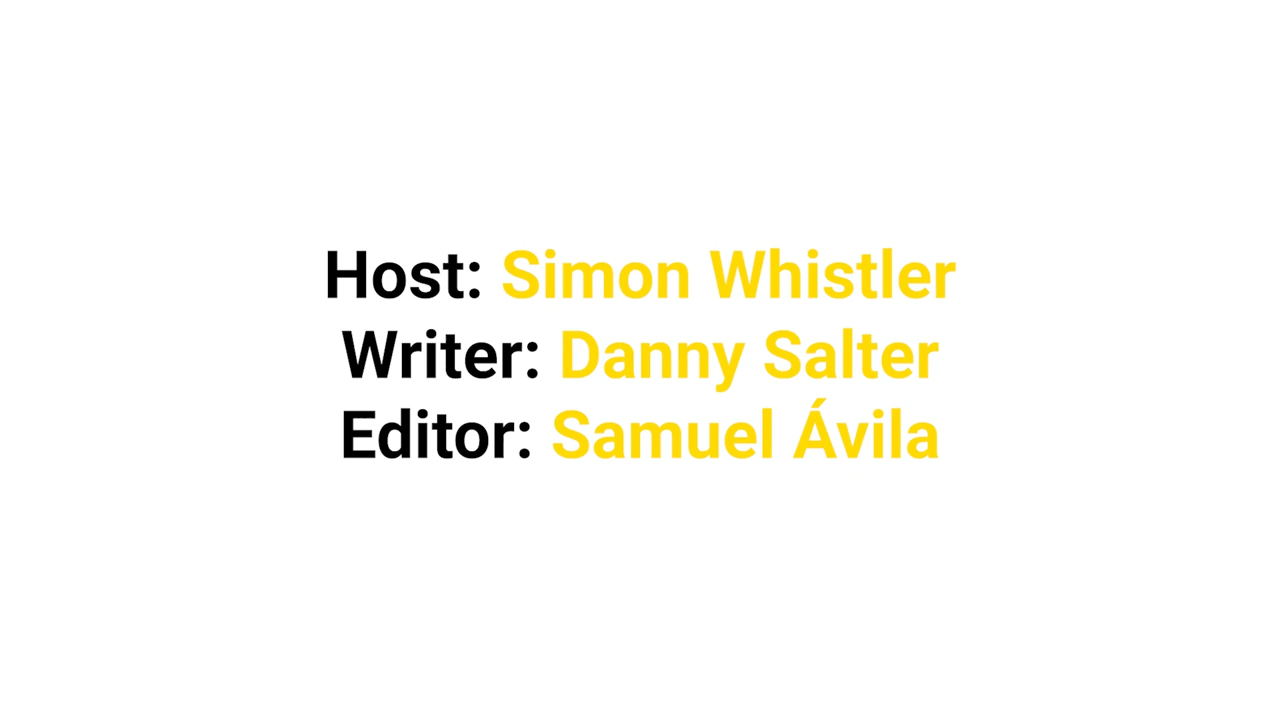 Host: Simon Whistler
Writer: Danny Salter
Editor: Samuel Ávila